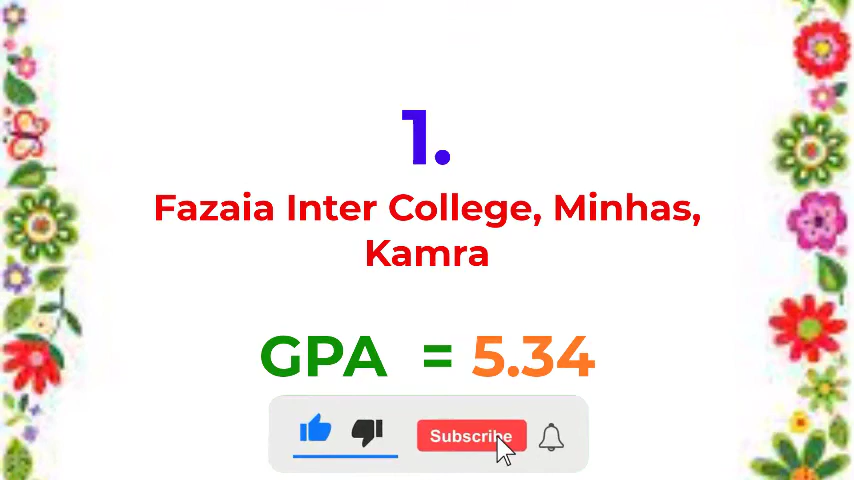 1.
Fazaia Inter College, Minhas,
Kamra
GPA = 5.34
Subscribe